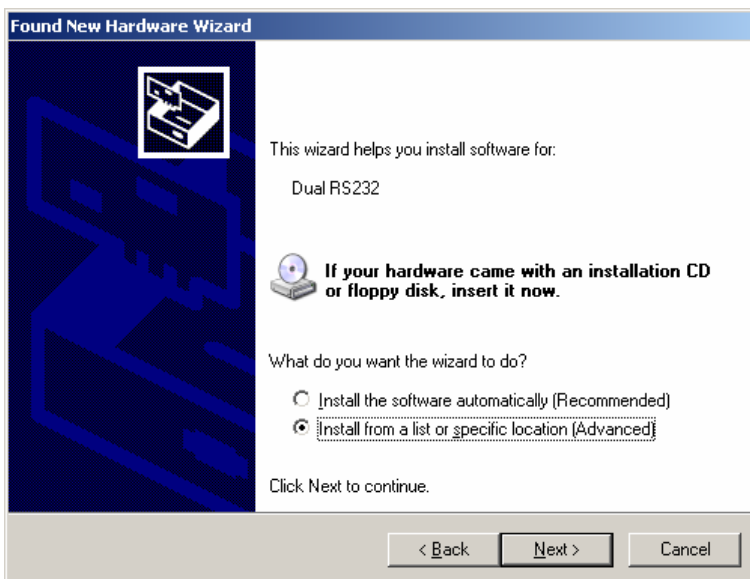 Found New Hardware Wizard
This wizard helps you install software for:
Dual RS232
If your hardware came with an installation CD
or floppy disk, insert it now.
What do you want the wizard to do?
Install the software automatically (Recommended)
Install from a list or specific location (Advanced)
Click Next to continue.
< Back
Next >
Cancel